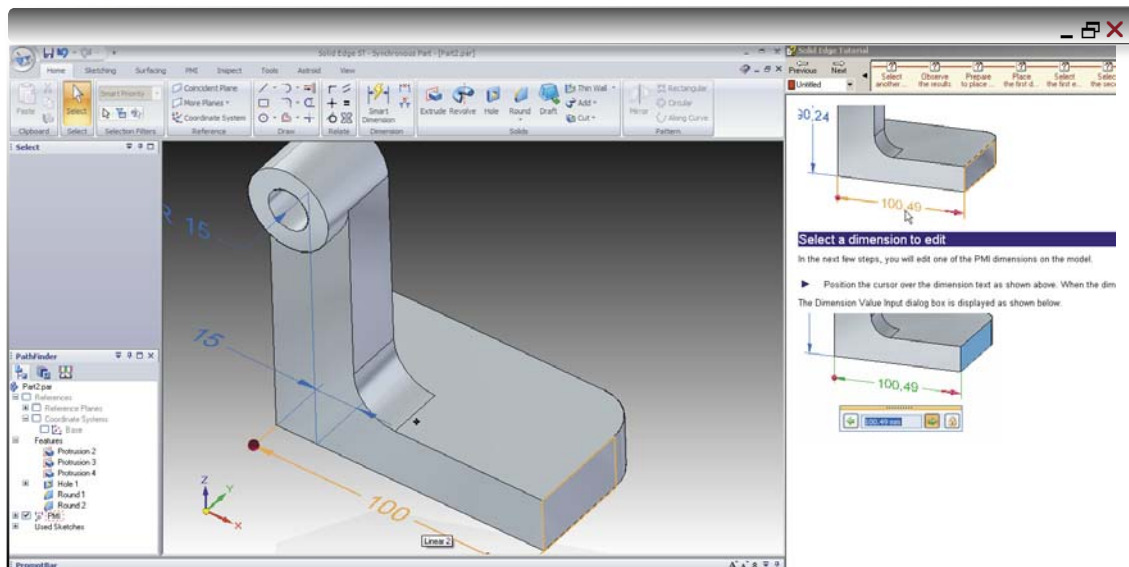 Solid Edge ST - Synchronous Part - [Part2.par]
Home Sketching Surfacing PMI Inspect Tools Astroid View
Paste
Select
Smart Priority
Coincident Plane
More Planes
Coordinate System
Smart Dimension
Extrude Revolve Hole Round Draft
Thin Wall
Add
Cut
Mirror
Rectangular
Circular
Along Curve
Clipboard Select Selection Filters Reference Draw Relate Dimension Solids Pattern
Select
R 15
15
100
Linear 2
Z
Y
X
PathFinder
Part2.par
References
Reference Planes
Coordinate Systems
Base
Features
Protrusion 2
Protrusion 3
Protrusion 4
Hole 1
Round 1
Round 2
PMI
Used Sketches
PromptBar
Solid Edge Tutorial
Previous Next
Untitled
Select another ...
Observe the results
Prepare to place ...
Place the first d...
Select the first e...
Selec the seco
90,24
100,49
Select a dimension to edit
In the next few steps, you will edit one of the PMI dimensions on the model.
Position the cursor over the dimension text as shown above. When the dim
The Dimension Value Input dialog box is displayed as shown below:
100,49
100,49 mm